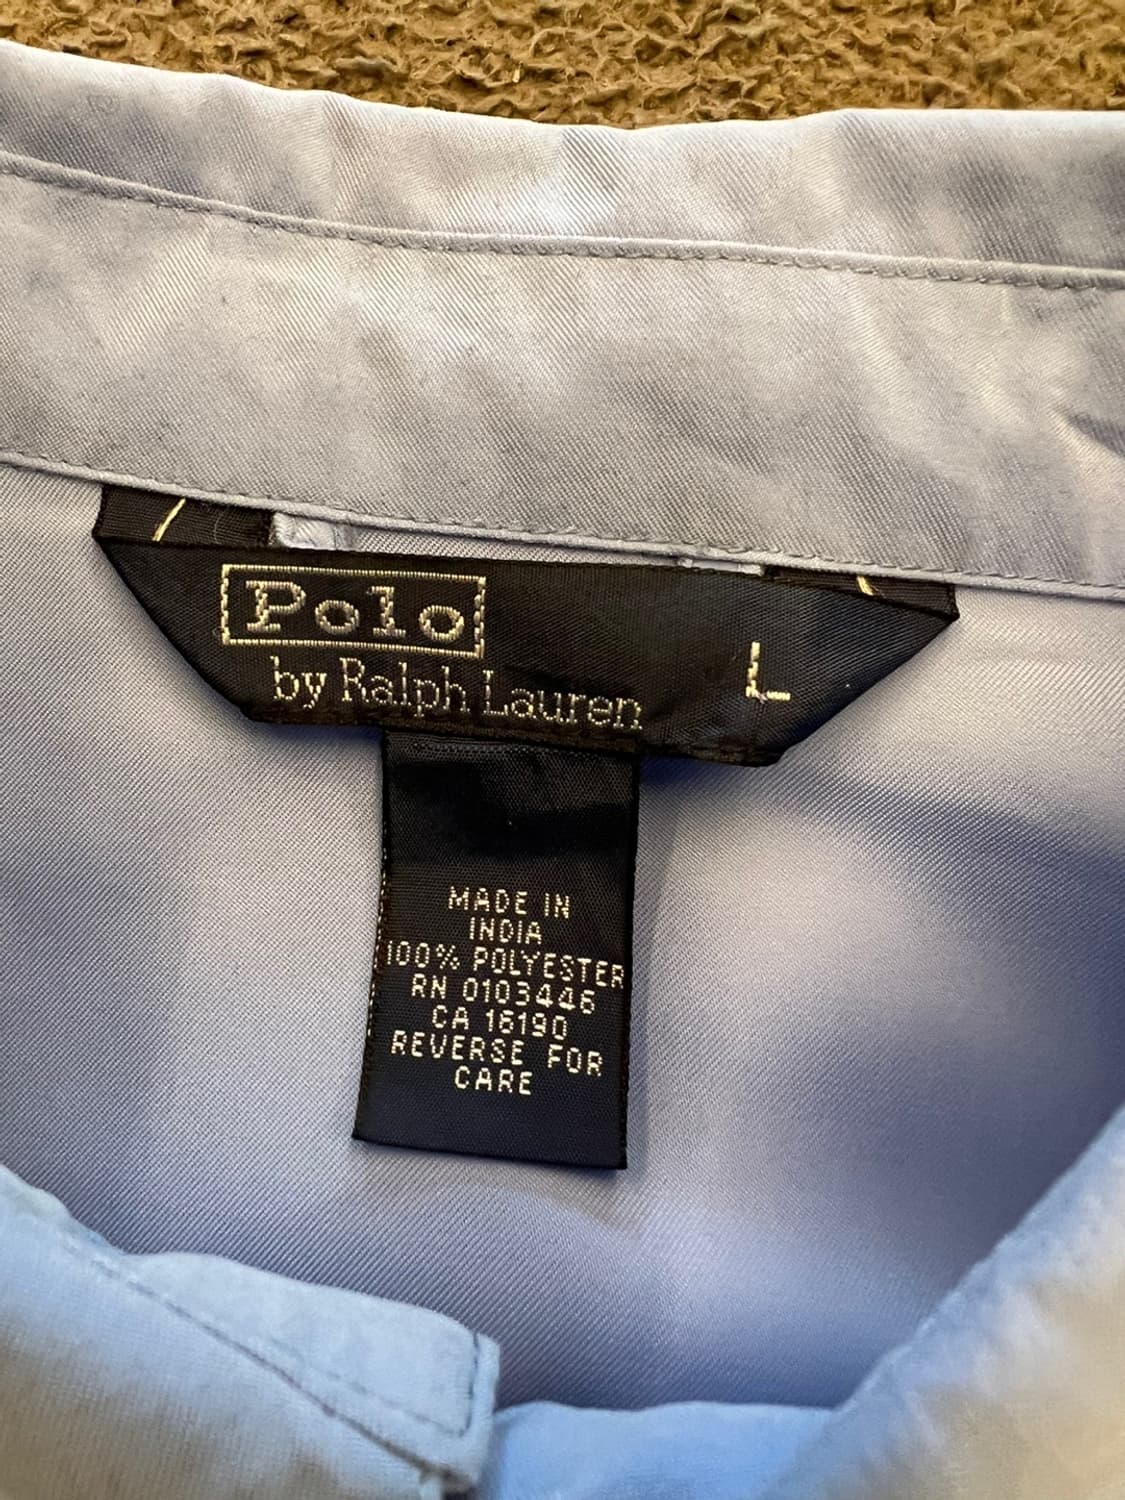 Polo
by Ralph Lauren
L
MADE IN
INDIA
100% POLYESTER
RN 0103446
CA 16190
REVERSE FOR
CARE